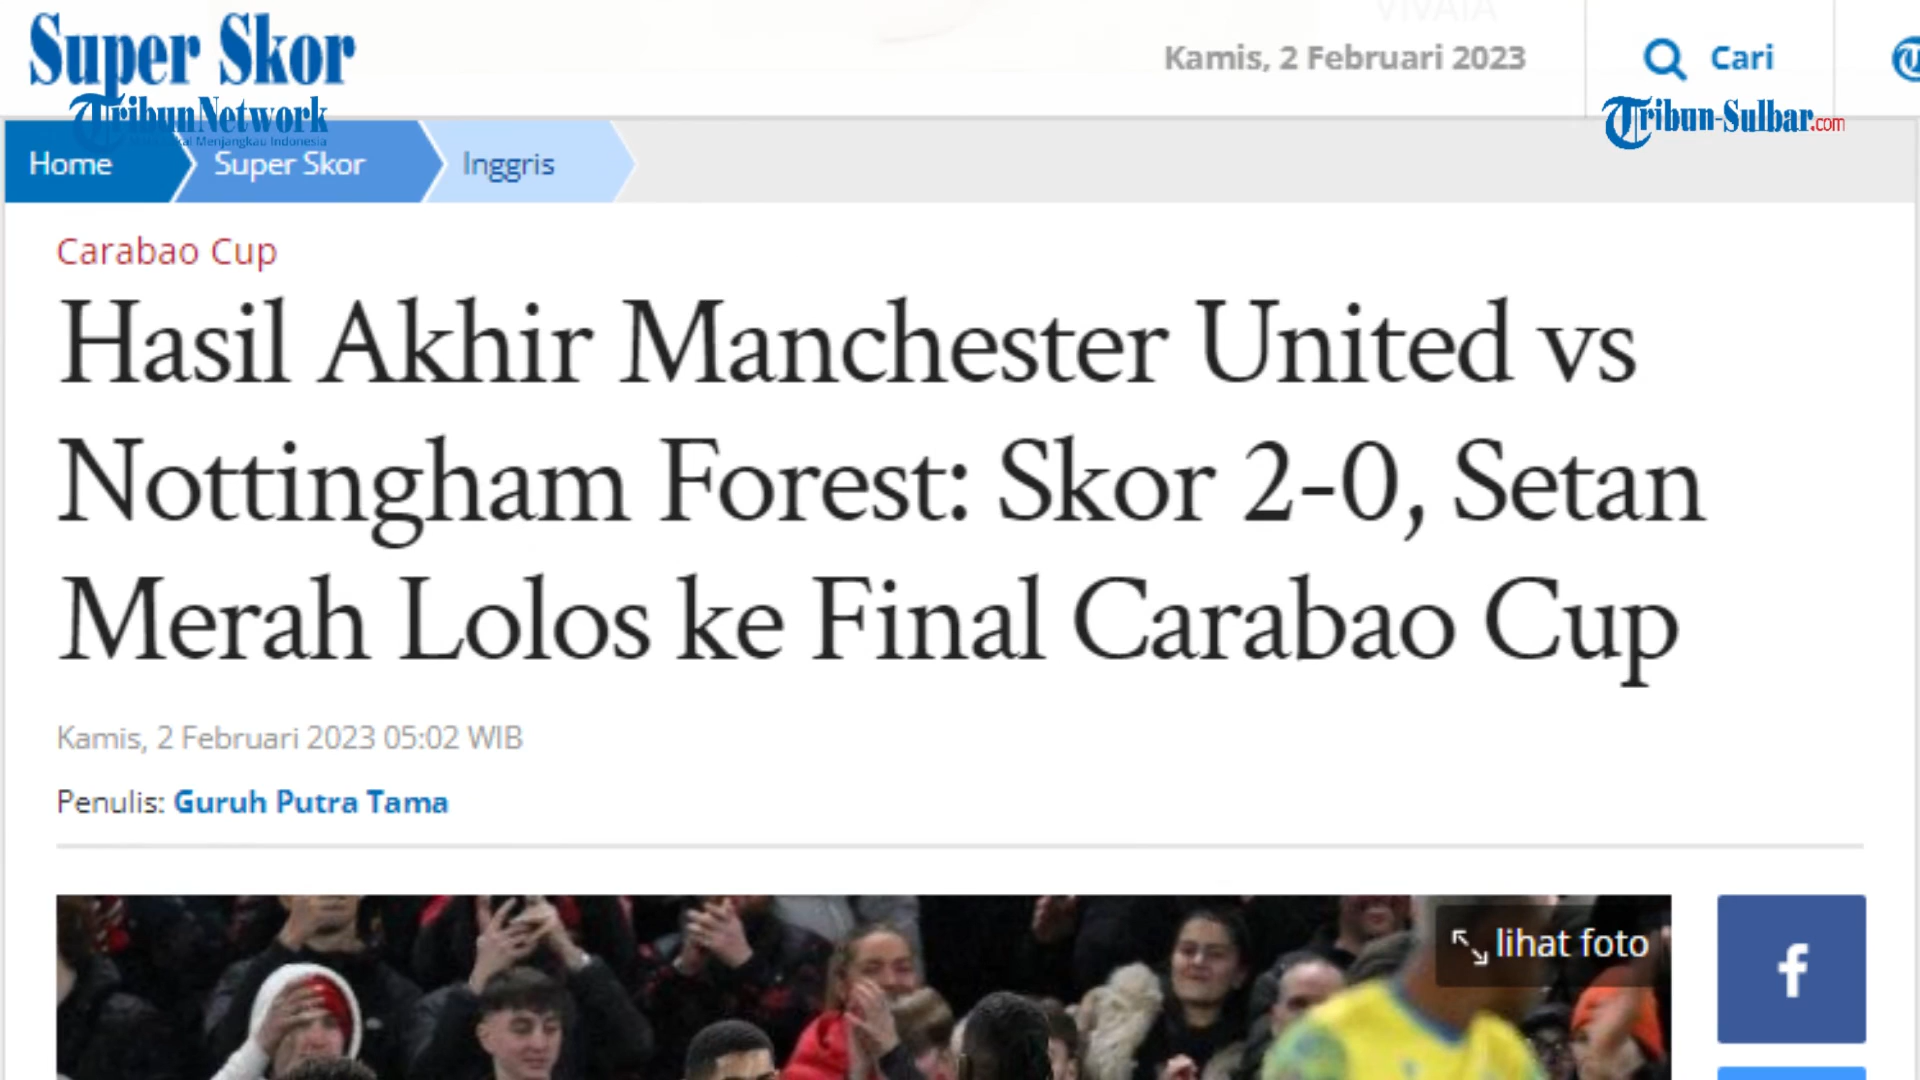 Super Skor
Kamis, 2 Februari 2023
Cari
TribunNetwork
Menjangkau Indonesia
Tribun-Sulbar.com
Home
Super Skor
Inggris
Carabao Cup
Hasil Akhir Manchester United vs
Nottingham Forest: Skor 2-0, Setan
Merah Lolos ke Final Carabao Cup
Kamis, 2 Februari 2023 05:02 WIB
Penulis: Guruh Putra Tama
lihat foto
f